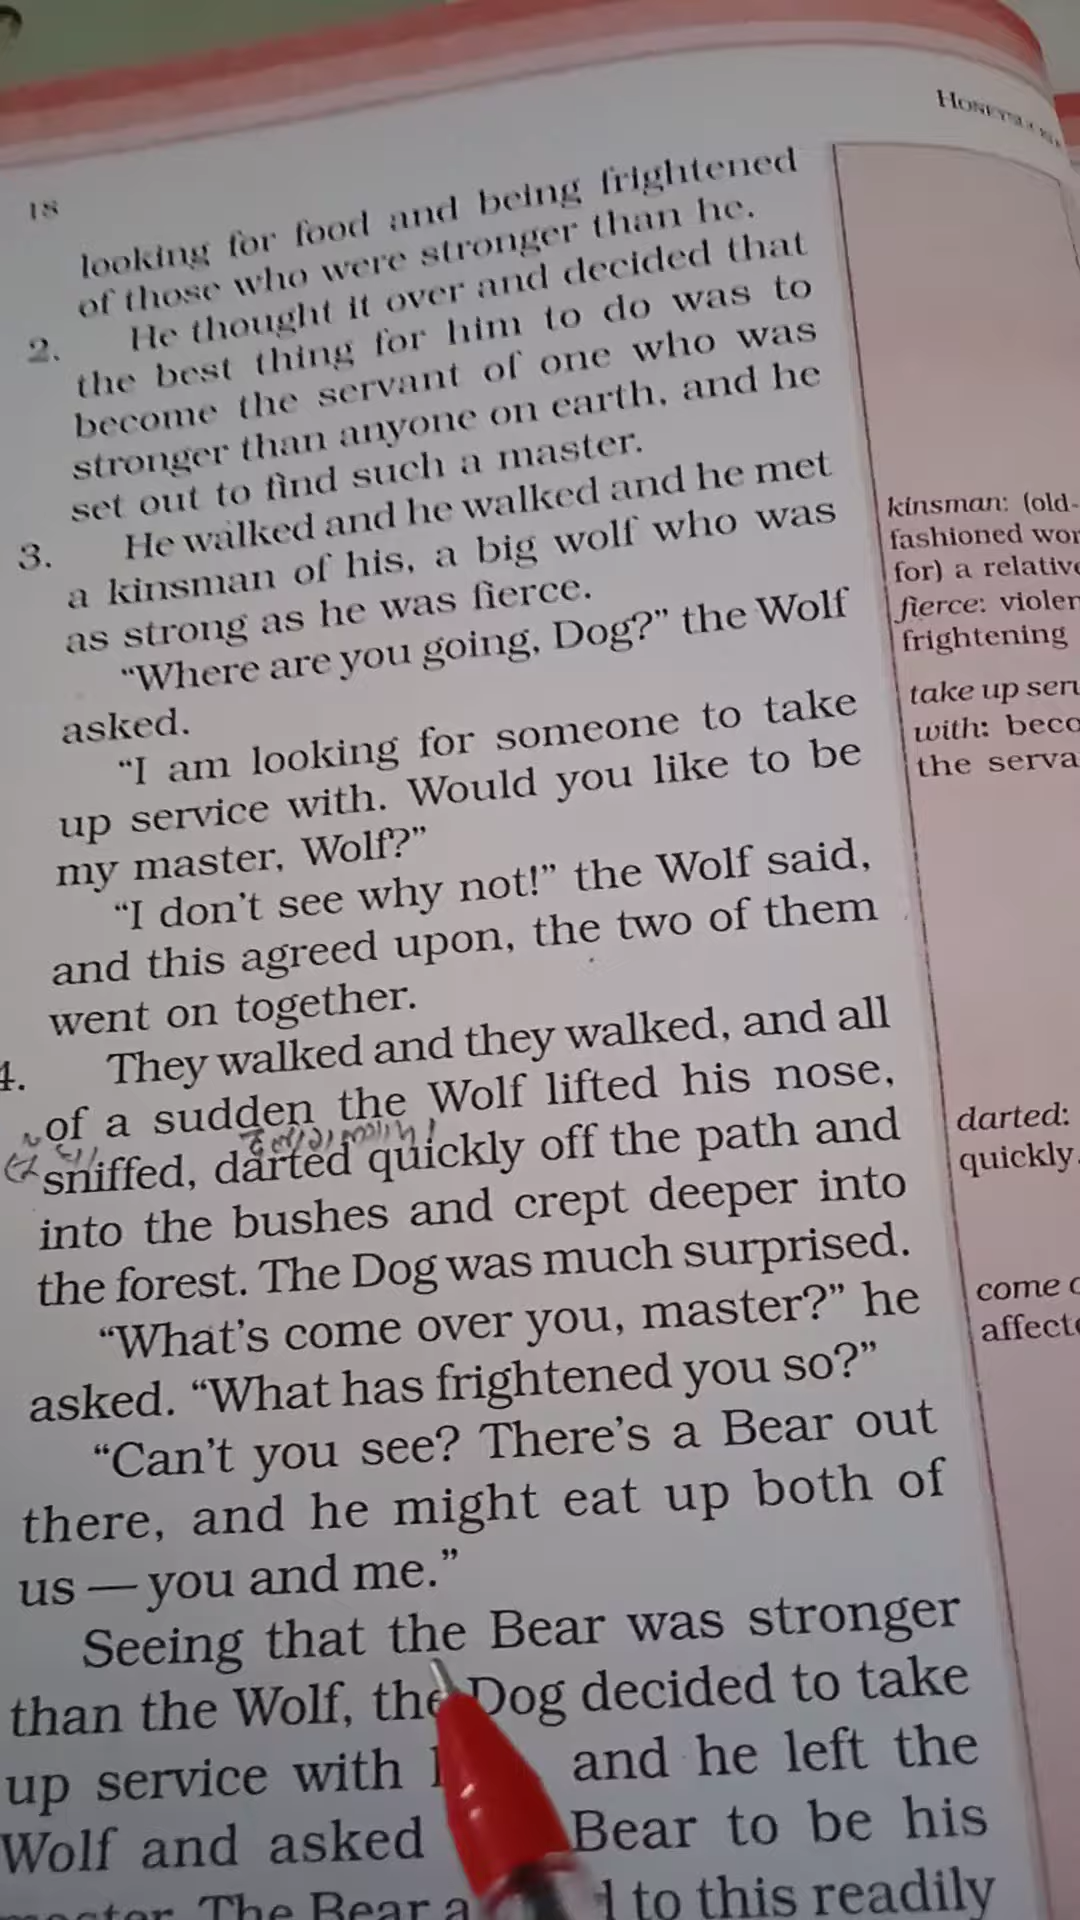 18
looking for food and being frightened
of those who were stronger than he.
2. He thought it over and decided that
the best thing for him to do was to
become the servant of one who was
stronger than anyone on earth, and he
set out to find such a master.
3. He walked and he walked and he met
a kinsman of his, a big wolf who was
as strong as he was fierce.
“Where are you going, Dog?” the Wolf
asked.
“I am looking for someone to take
up service with. Would you like to be
my master, Wolf?”
“I don’t see why not!” the Wolf said,
and this agreed upon, the two of them
went on together.
4. They walked and they walked, and all
of a sudden the Wolf lifted his nose,
sniffed, darted quickly off the path and
into the bushes and crept deeper into
the forest. The Dog was much surprised.
“What’s come over you, master?” he
asked. “What has frightened you so?”
“Can’t you see? There’s a Bear out
there, and he might eat up both of
us — you and me.”
Seeing that the Bear was stronger
than the Wolf, the Dog decided to take
up service with and he left the
Wolf and asked Bear to be his
The Bear to this readily
kinsman: (old-
fashioned
for) a
fierce:
frightening
take up
with:
the
darted:
quickly.
come